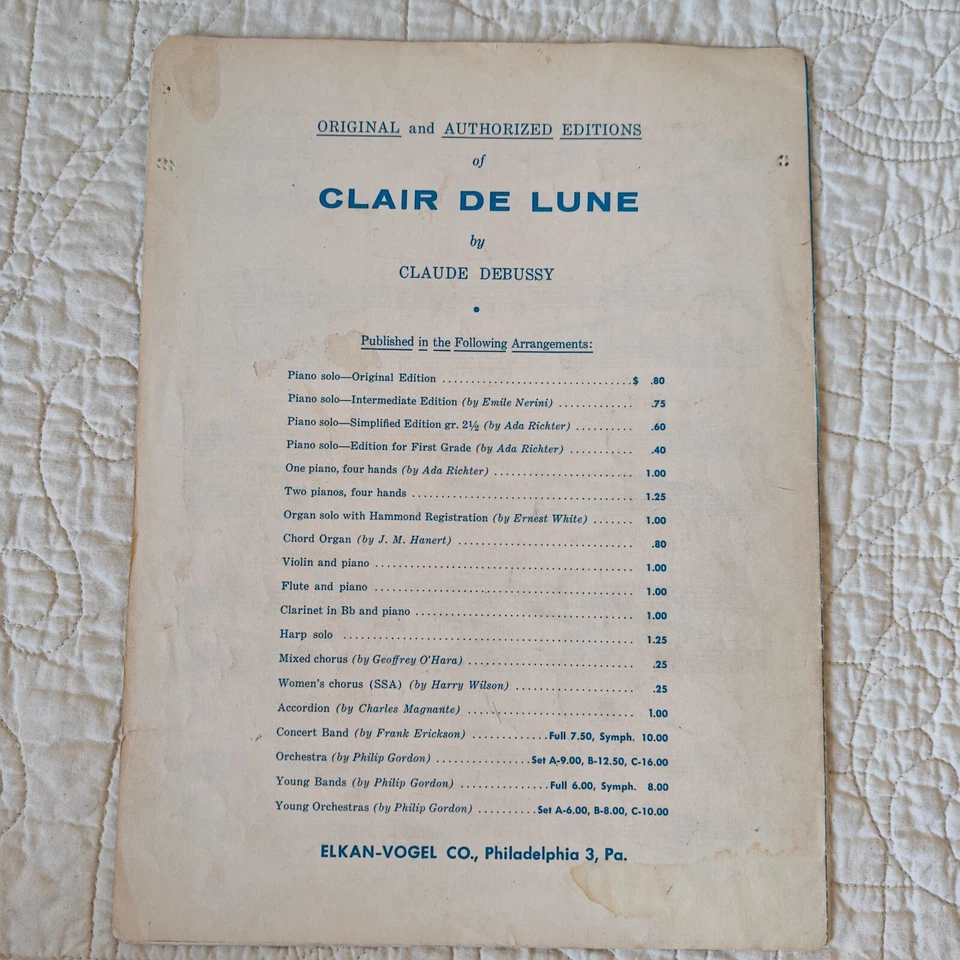 ORIGINAL and AUTHORIZED EDITIONS
of
CLAIR DE LUNE
by
CLAUDE DEBUSSY
•
Published in the Following Arrangements:
Piano solo—Original Edition ................................$ .80
Piano solo—Intermediate Edition (by Emile Nerini) ............. .75
Piano solo—Simplified Edition gr. 2½ (by Ada Richter) .......... .60
Piano solo—Edition for First Grade (by Ada Richter) ........... .40
One piano, four hands (by Ada Richter) ........................ 1.00
Two pianos, four hands ...................................... 1.25
Organ solo with Hammond Registration (by Ernest White) ....... 1.00
Chord Organ (by J. M. Hanert) .............................. .80
Violin and piano ............................................ 1.00
Flute and piano ............................................ 1.00
Clarinet in Bb and piano ..................................... 1.00
Harp solo ................................................. 1.25
Mixed chorus (by Geoffrey O'Hara) ............................ .25
Women's chorus (SSA) (by Harry Wilson) .................... .25
Accordion (by Charles Magnante) ............................ 1.00
Concert Band (by Frank Erickson) .............Full 7.50, Symph. 10.00
Orchestra (by Philip Gordon) ................Set A-9.00, B-12.50, C-16.00
Young Bands (by Philip Gordon) ...............Full 6.00, Symph. 8.00
Young Orchestras (by Philip Gordon) ..........Set A-6.00, B-8.00, C-10.00
ELKAN-VOGEL CO., Philadelphia 3, Pa.